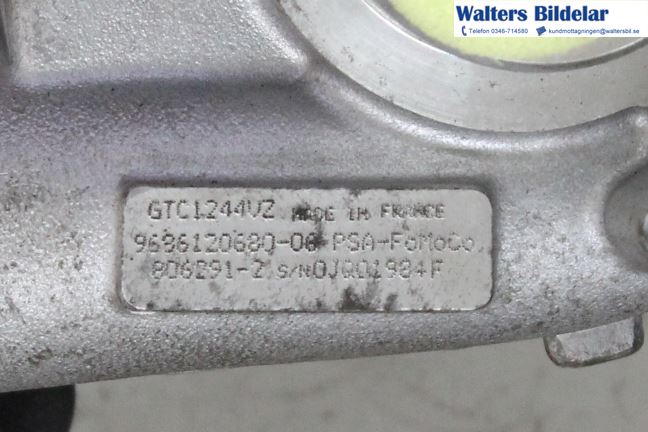 Walters Bildelar
Telefon 0346-714580 kundmottagningen@waltersbil.se
GTC1244VZ MADE IN FRANCE
9686120680-06 PSA-FoMoCo
806291-2 S/N0JQ01984F